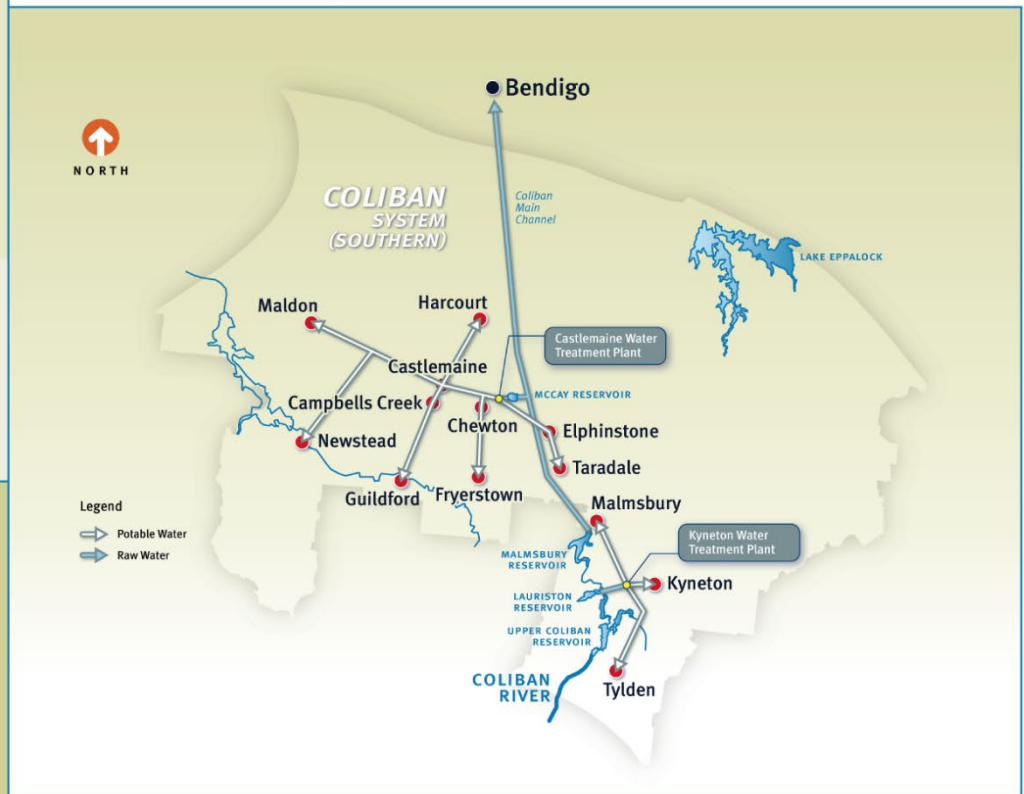 Bendigo
NORTH
COLIBAN
SYSTEM
(SOUTHERN)
Coliban
Main
Channel
LAKE EPPALOCK
Maldon
Harcourt
Castlemaine Water
Treatment Plant
Castlemaine
MCCAY RESERVOIR
Campbells Creek
Chewton
Elphinstone
Newstead
Taradale
Guildford
Fryerstown
Malmsbury
Legend
Potable Water
Raw Water
Kyneton Water
Treatment Plant
MALMSBURY
RESERVOIR
Kyneton
LAURISTON
RESERVOIR
UPPER COLIBAN
RESERVOIR
COLIBAN
RIVER
Tylden